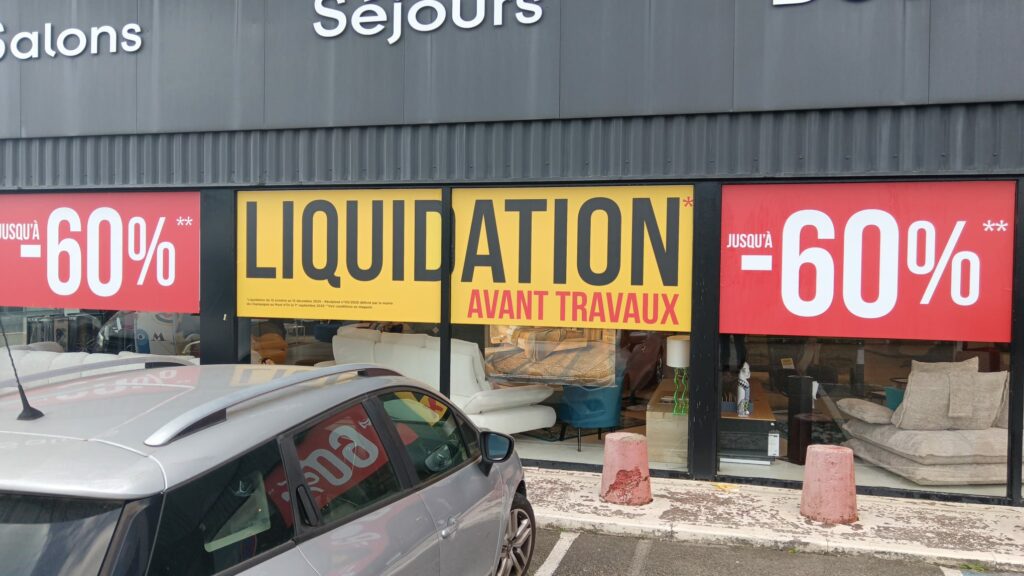 Salons
Séjours
JUSQU'À
-60%**
LIQUIDATION*
AVANT TRAVAUX
JUSQU'À
-60%**